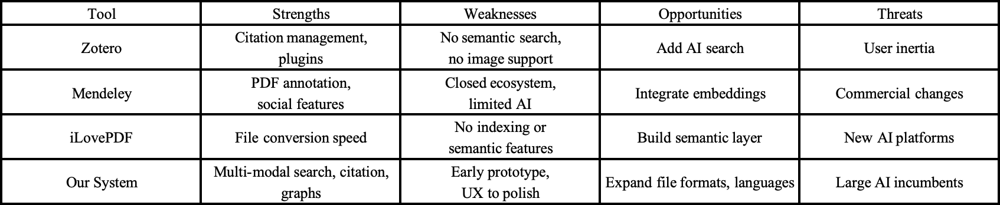 Tool Strengths Weaknesses Opportunities Threats
Zotero
Citation management,
plugins
No semantic search,
no image support
Add AI search
User inertia
Mendeley
PDF annotation,
social features
Closed ecosystem,
limited AI
Integrate embeddings
Commercial changes
iLovePDF
File conversion speed
No indexing or
semantic features
Build semantic layer
New AI platforms
Our System
Multi-modal search, citation,
graphs
Early prototype,
UX to polish
Expand file formats, languages
Large AI incumbents